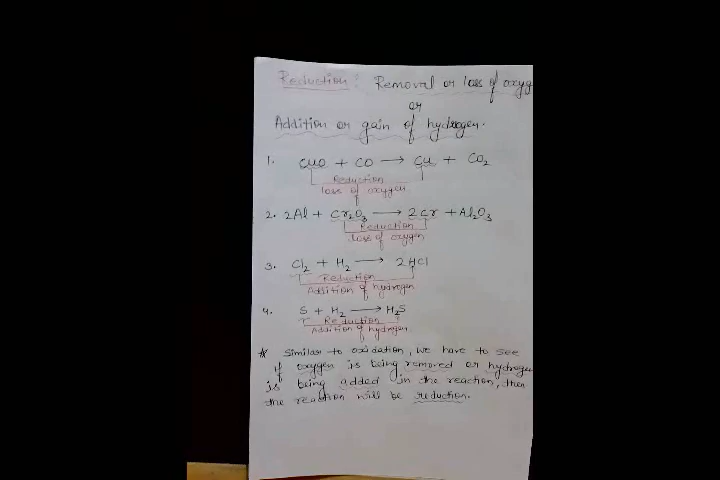 Reduction: Removal or loss of oxyg
or
Addition or gain of hydrogen.
1. CuO + CO → Cu + CO₂
Reduction
loss of oxygen
2. 2Al + Cr₂O₃ → 2Cr + Al₂O₃
Reduction
loss of oxygen
3. Cl₂ + H₂ → 2HCl
Reduction
Addition of hydrogen
4. S + H₂ → H₂S
Reduction
Addition of hydrogen
* Similar to oxidation, we have to see
if oxygen is being removed or hydrogen
is being added in the reaction, then
the reaction will be reduction.